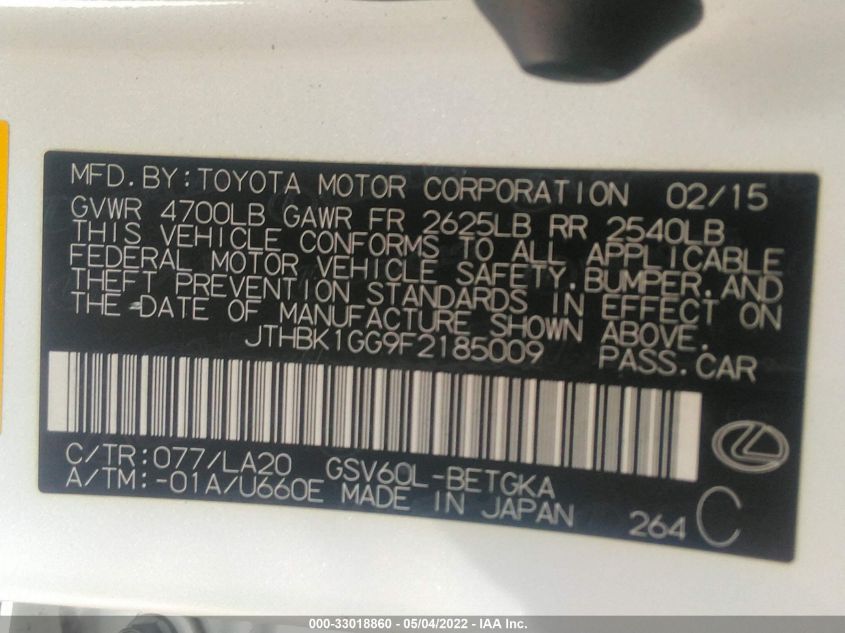 MFD.BY:TOYOTA MOTOR CORPORATION 02/15
GVWR 4700LB GAWR FR 2625LB RR 2540LB
THIS VEHICLE CONFORMS TO ALL APPLICABLE
FEDERAL MOTOR VEHICLE SAFETY.BUMPER.AND
THEFT PREVENTION STANDARDS IN EFFECT ON
THE DATE OF MANUFACTURE SHOWN ABOVE.
JTHBK1GG9F2185009 PASS.CAR
C/TR:077/LA20 GSV60L-BETGKA
A/TM:-01A/U660E MADE IN JAPAN 264 C
000-33018860 - 05/04/2022 - IAA Inc.